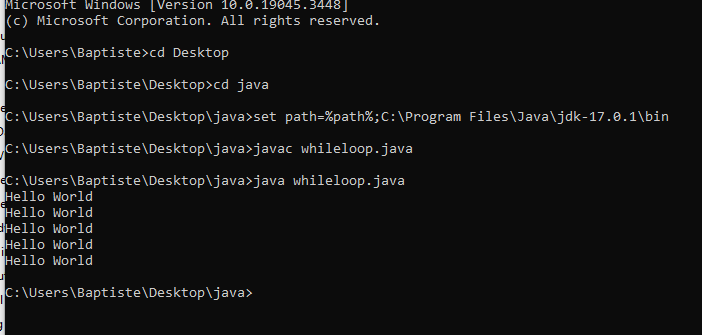 Microsoft Windows [Version 10.0.19045.3448]
(c) Microsoft Corporation. All rights reserved.
C:\Users\Baptiste>cd Desktop
C:\Users\Baptiste\Desktop>cd java
C:\Users\Baptiste\Desktop\java>set path=%path%;C:\Program Files\Java\jdk-17.0.1\bin
C:\Users\Baptiste\Desktop\java>javac whileloop.java
C:\Users\Baptiste\Desktop\java>java whileloop.java
Hello World
Hello World
Hello World
Hello World
Hello World
C:\Users\Baptiste\Desktop\java>